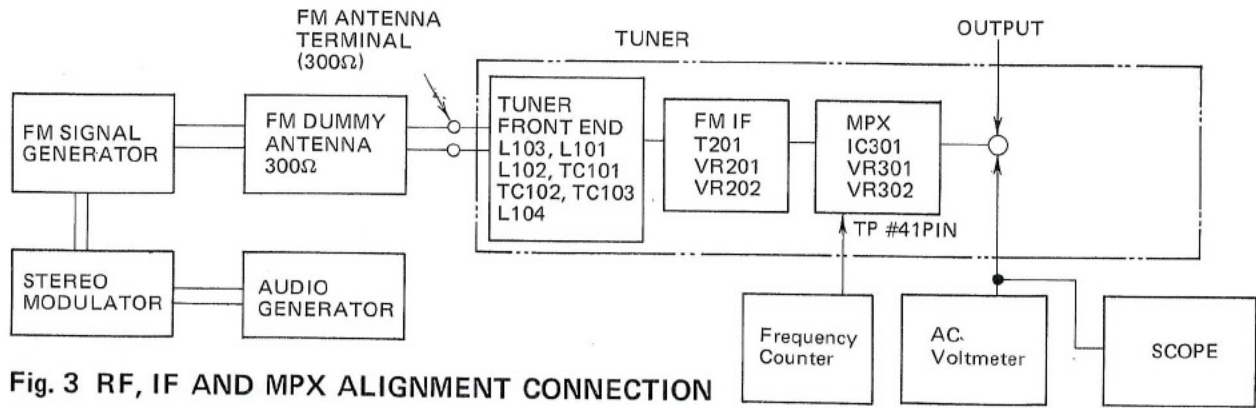 FM ANTENNA
TERMINAL
(300Ω)
TUNER
OUTPUT
FM SIGNAL
GENERATOR
FM DUMMY
ANTENNA
300Ω
TUNER
FRONT END
L103, L101
L102, TC101
TC102, TC103
L104
FM IF
T201
VR201
VR202
MPX
IC301
VR301
VR302
TP #41PIN
STEREO
MODULATOR
AUDIO
GENERATOR
Frequency
Counter
AC.
Voltmeter
SCOPE
Fig. 3 RF, IF AND MPX ALIGNMENT CONNECTION